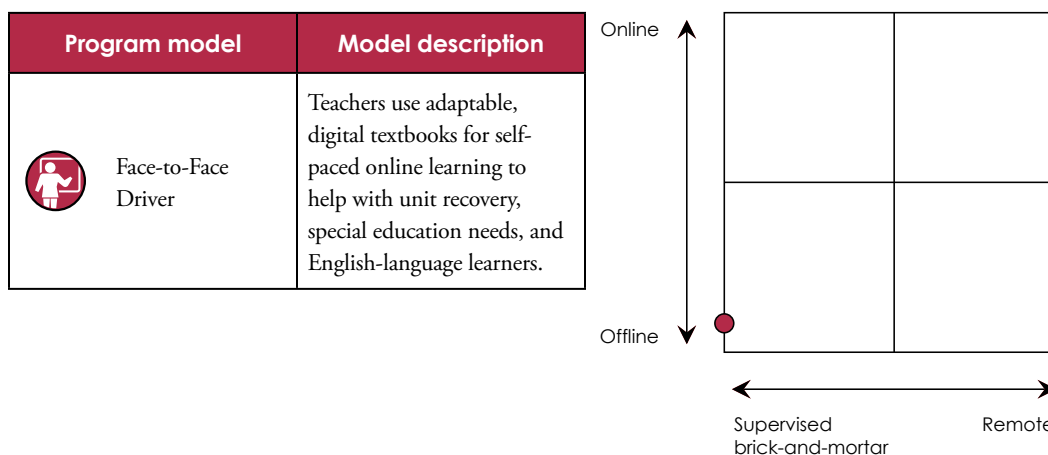 Program model
Model description
Face-to-Face
Driver
Teachers use adaptable,
digital textbooks for self-
paced online learning to
help with unit recovery,
special education needs, and
English-language learners.
Online
Offline
Supervised
brick-and-mortar
Remote